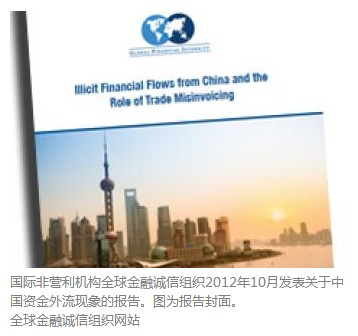 GLOBAL FINANCIAL INTEGRITY
Illicit Financial Flows from China and the
Role of Trade Misinvoicing
国际非营利机构全球金融诚信组织2012年10月发表关于中
国资金外流现象的报告。图为报告封面。
全球金融诚信组织网站